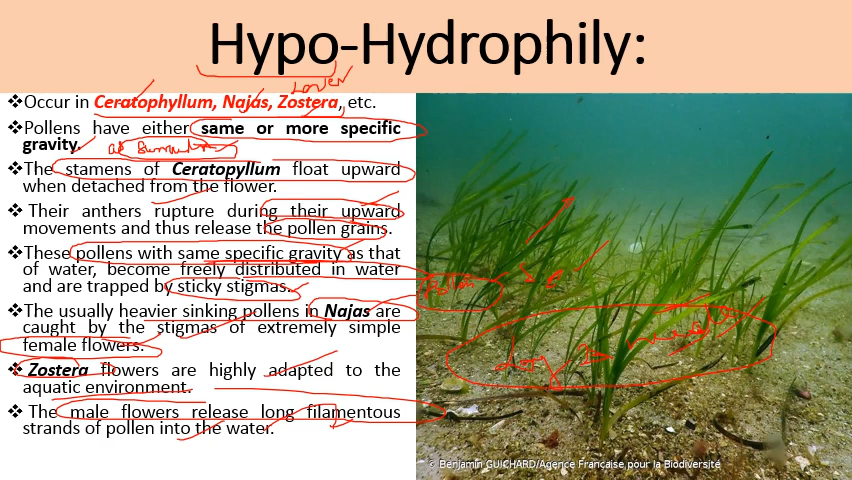 Hypo-Hydrophily:
❖Occur in Ceratophyllum, Najas, Zostera, etc.
❖Pollens have either same or more specific
gravity.
❖The stamens of Ceratopyllum float upward
when detached from the flower.
❖ Their anthers rupture during their upward
movements and thus release the pollen grains.
❖These pollens with same specific gravity as that
of water, become freely distributed in water
and are trapped by sticky stigmas.
❖The usually heavier sinking pollens in Najas are
caught by the stigmas of extremely simple
female flowers.
❖ Zostera flowers are highly adapted to the
aquatic environment.
❖ The male flowers release long filamentous
strands of pollen into the water.
Lower
Pollen
© Benjamin GUICHARD/Agence Française pour la Biodiversité